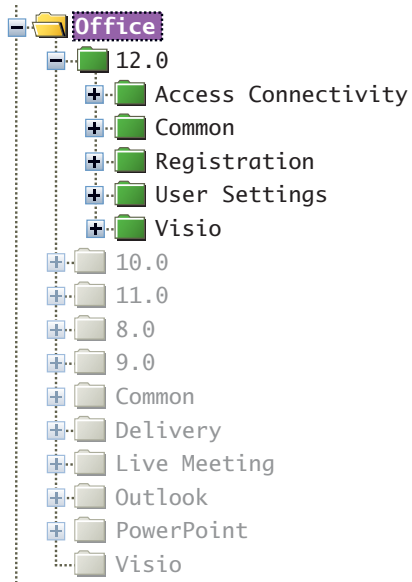 Office
12.0
Access Connectivity
Common
Registration
User Settings
Visio
10.0
11.0
8.0
9.0
Common
Delivery
Live Meeting
Outlook
PowerPoint
Visio